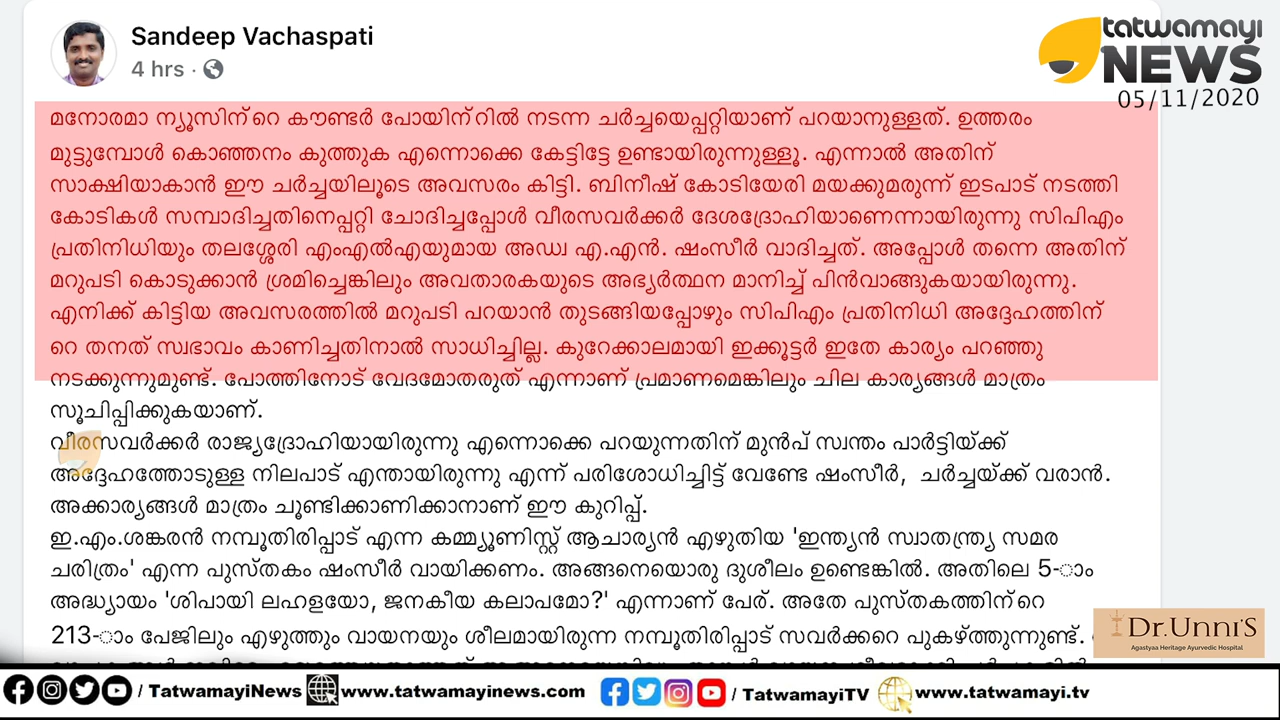 Sandeep Vachaspati
4 hrs ·
tatwamayi
NEWS
05/11/2020
മനോരമാ ന്യൂസിന്റെ കൗണ്ടർ പോയിന്റിൽ നടന്ന ചർച്ചയെപ്പറ്റിയാണ് പറയാനുള്ളത്. ഉത്തരം
മുട്ടുമ്പോൾ കൊഞ്ഞനം കുത്തുക എന്നൊക്കെ കേട്ടിട്ടേ ഉണ്ടായിരുന്നുള്ളൂ. എന്നാൽ അതിന്
സാക്ഷിയാകാൻ ഈ ചർച്ചയിലൂടെ അവസരം കിട്ടി. ബിനീഷ് കോടിയേരി മയക്കുമരുന്ന് ഇടപാട് നടത്തി
കോടികൾ സമ്പാദിച്ചതിനെപ്പറ്റി ചോദിച്ചപ്പോൾ വീരസവർക്കർ ദേശദ്രോഹിയാണെന്നായിരുന്നു സിപിഎം
പ്രതിനിധിയും തലശ്ശേരി എംഎൽഎയുമായ അഡ്വ എ.എൻ. ഷംസീർ വാദിച്ചത്. അപ്പോൾ തന്നെ അതിന്
മറുപടി കൊടുക്കാൻ ശ്രമിച്ചെങ്കിലും അവതാരകയുടെ അഭ്യർത്ഥന മാനിച്ച് പിൻവാങ്ങുകയായിരുന്നു.
എനിക്ക് കിട്ടിയ അവസരത്തിൽ മറുപടി പറയാൻ തുടങ്ങിയപ്പോഴും സിപിഎം പ്രതിനിധി അദ്ദേഹത്തിന്
റെ തനത് സ്വഭാവം കാണിച്ചതിനാൽ സാധിച്ചില്ല. കുറേക്കാലമായി ഇക്കൂട്ടർ ഇതേ കാര്യം പറഞ്ഞു
നടക്കുന്നുമുണ്ട്. പോത്തിനോട് വേദമോതരുത് എന്നാണ് പ്രമാണമെങ്കിലും ചില കാര്യങ്ങൾ മാത്രം
സൂചിപ്പിക്കുകയാണ്.
വീരസവർക്കർ രാജ്യദ്രോഹിയായിരുന്നു എന്നൊക്കെ പറയുന്നതിന് മുൻപ് സ്വന്തം പാർട്ടിയ്ക്ക്
അദ്ദേഹത്തോടുള്ള നിലപാട് എന്തായിരുന്നു എന്ന് പരിശോധിച്ചിട്ട് വേണ്ടേ ഷംസീർ, ചർച്ചയ്ക്ക് വരാൻ.
അക്കാര്യങ്ങൾ മാത്രം ചൂണ്ടിക്കാണിക്കാനാണ് ഈ കുറിപ്പ്.
ഇ.എം.ശങ്കരൻ നമ്പൂതിരിപ്പാട് എന്ന കമ്മ്യൂണിസ്റ്റ് ആചാര്യൻ എഴുതിയ 'ഇന്ത്യൻ സ്വാതന്ത്ര്യ സമര
ചരിത്രം' എന്ന പുസ്തകം ഷംസീർ വായിക്കണം. അങ്ങനെയൊരു ദുശീലം ഉണ്ടെങ്കിൽ. അതിലെ 5-ാം
അദ്ധ്യായം 'ശിപായി ലഹളയോ, ജനകീയ കലാപമോ?' എന്നാണ് പേര്. അതേ പുസ്തകത്തിന്റെ
213-ാം പേജിലും എഴുത്തും വായനയും ശീലമായിരുന്ന നമ്പൂതിരിപ്പാട് സവർക്കറെ പുകഴ്ത്തുന്നുണ്ട്.
Dr.Unni'S
Agastyaa Heritage Ayurvedic Hospital
/ TatwamayiNews www.tatwamayinews.com / TatwamayiTV www.tatwamayi.tv